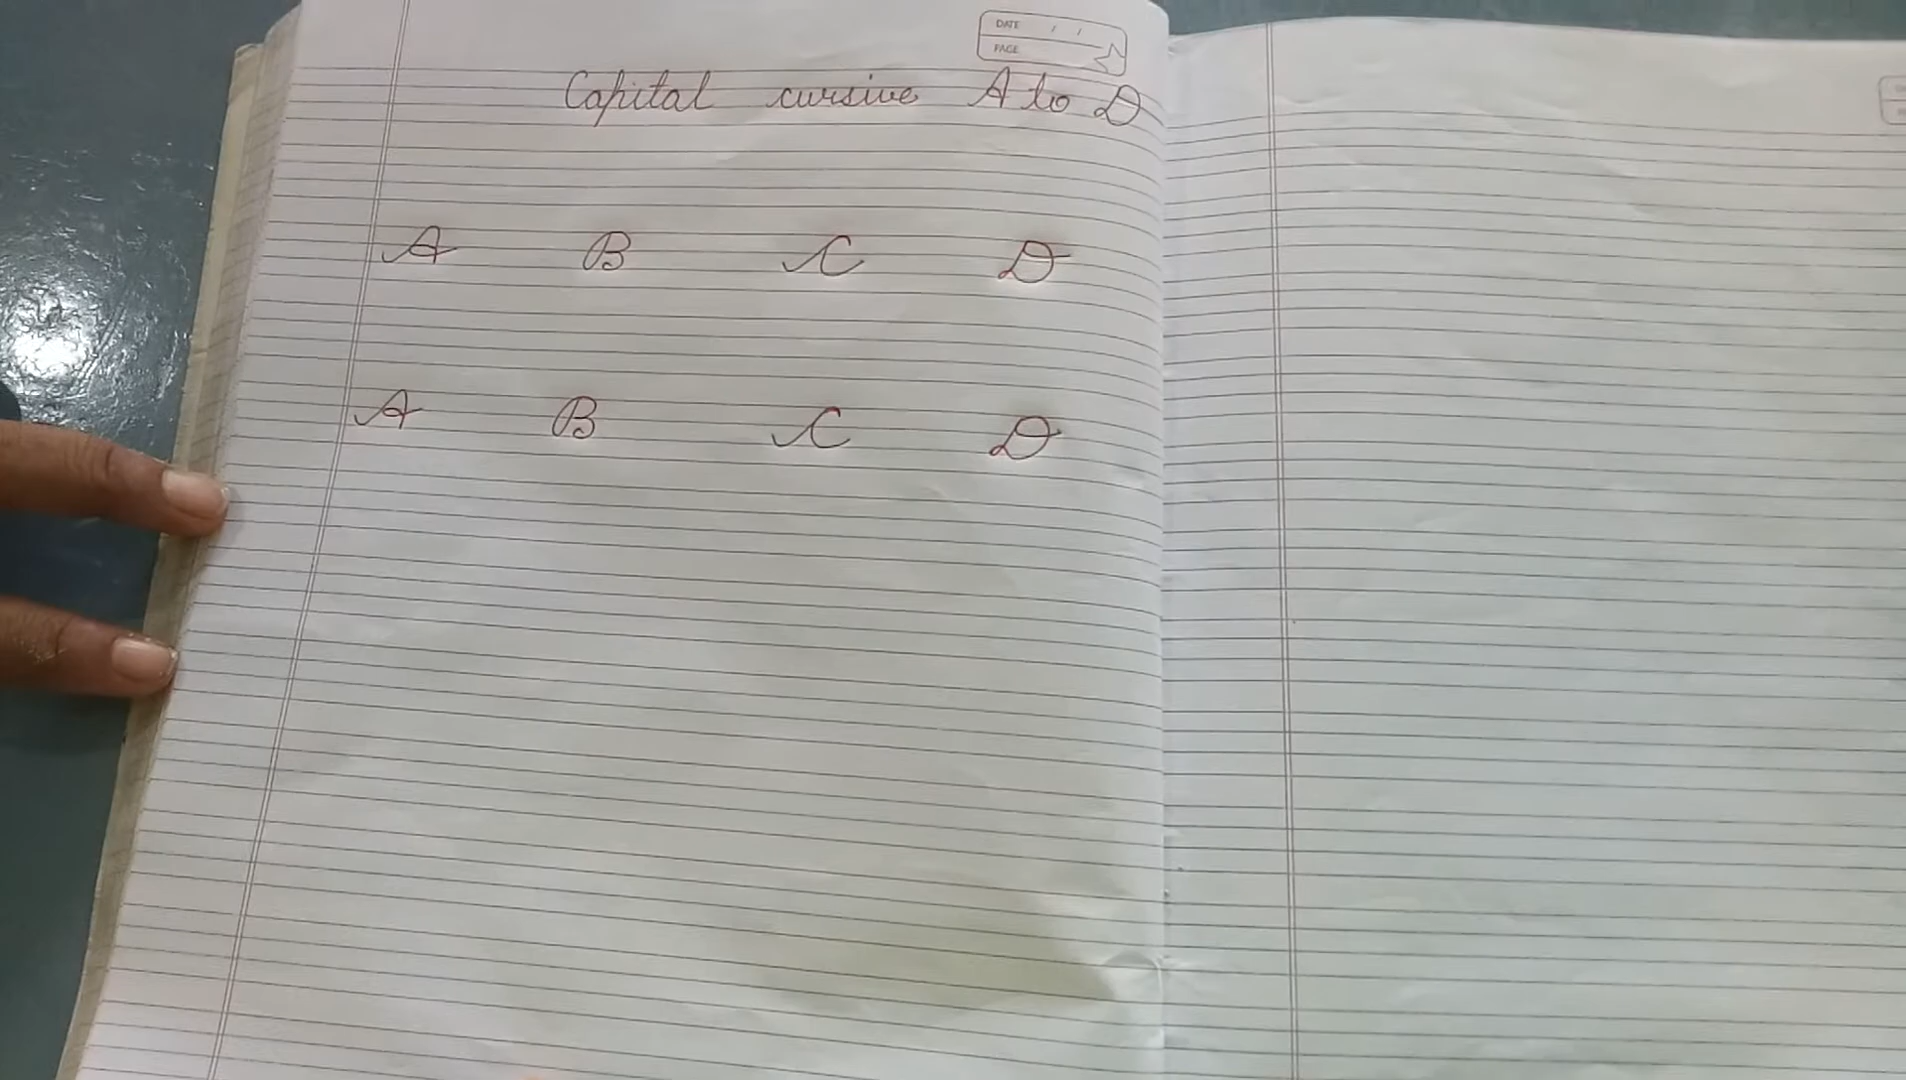 DATE / /
PAGE
Capital cursive A to D
A B C D
A B C D